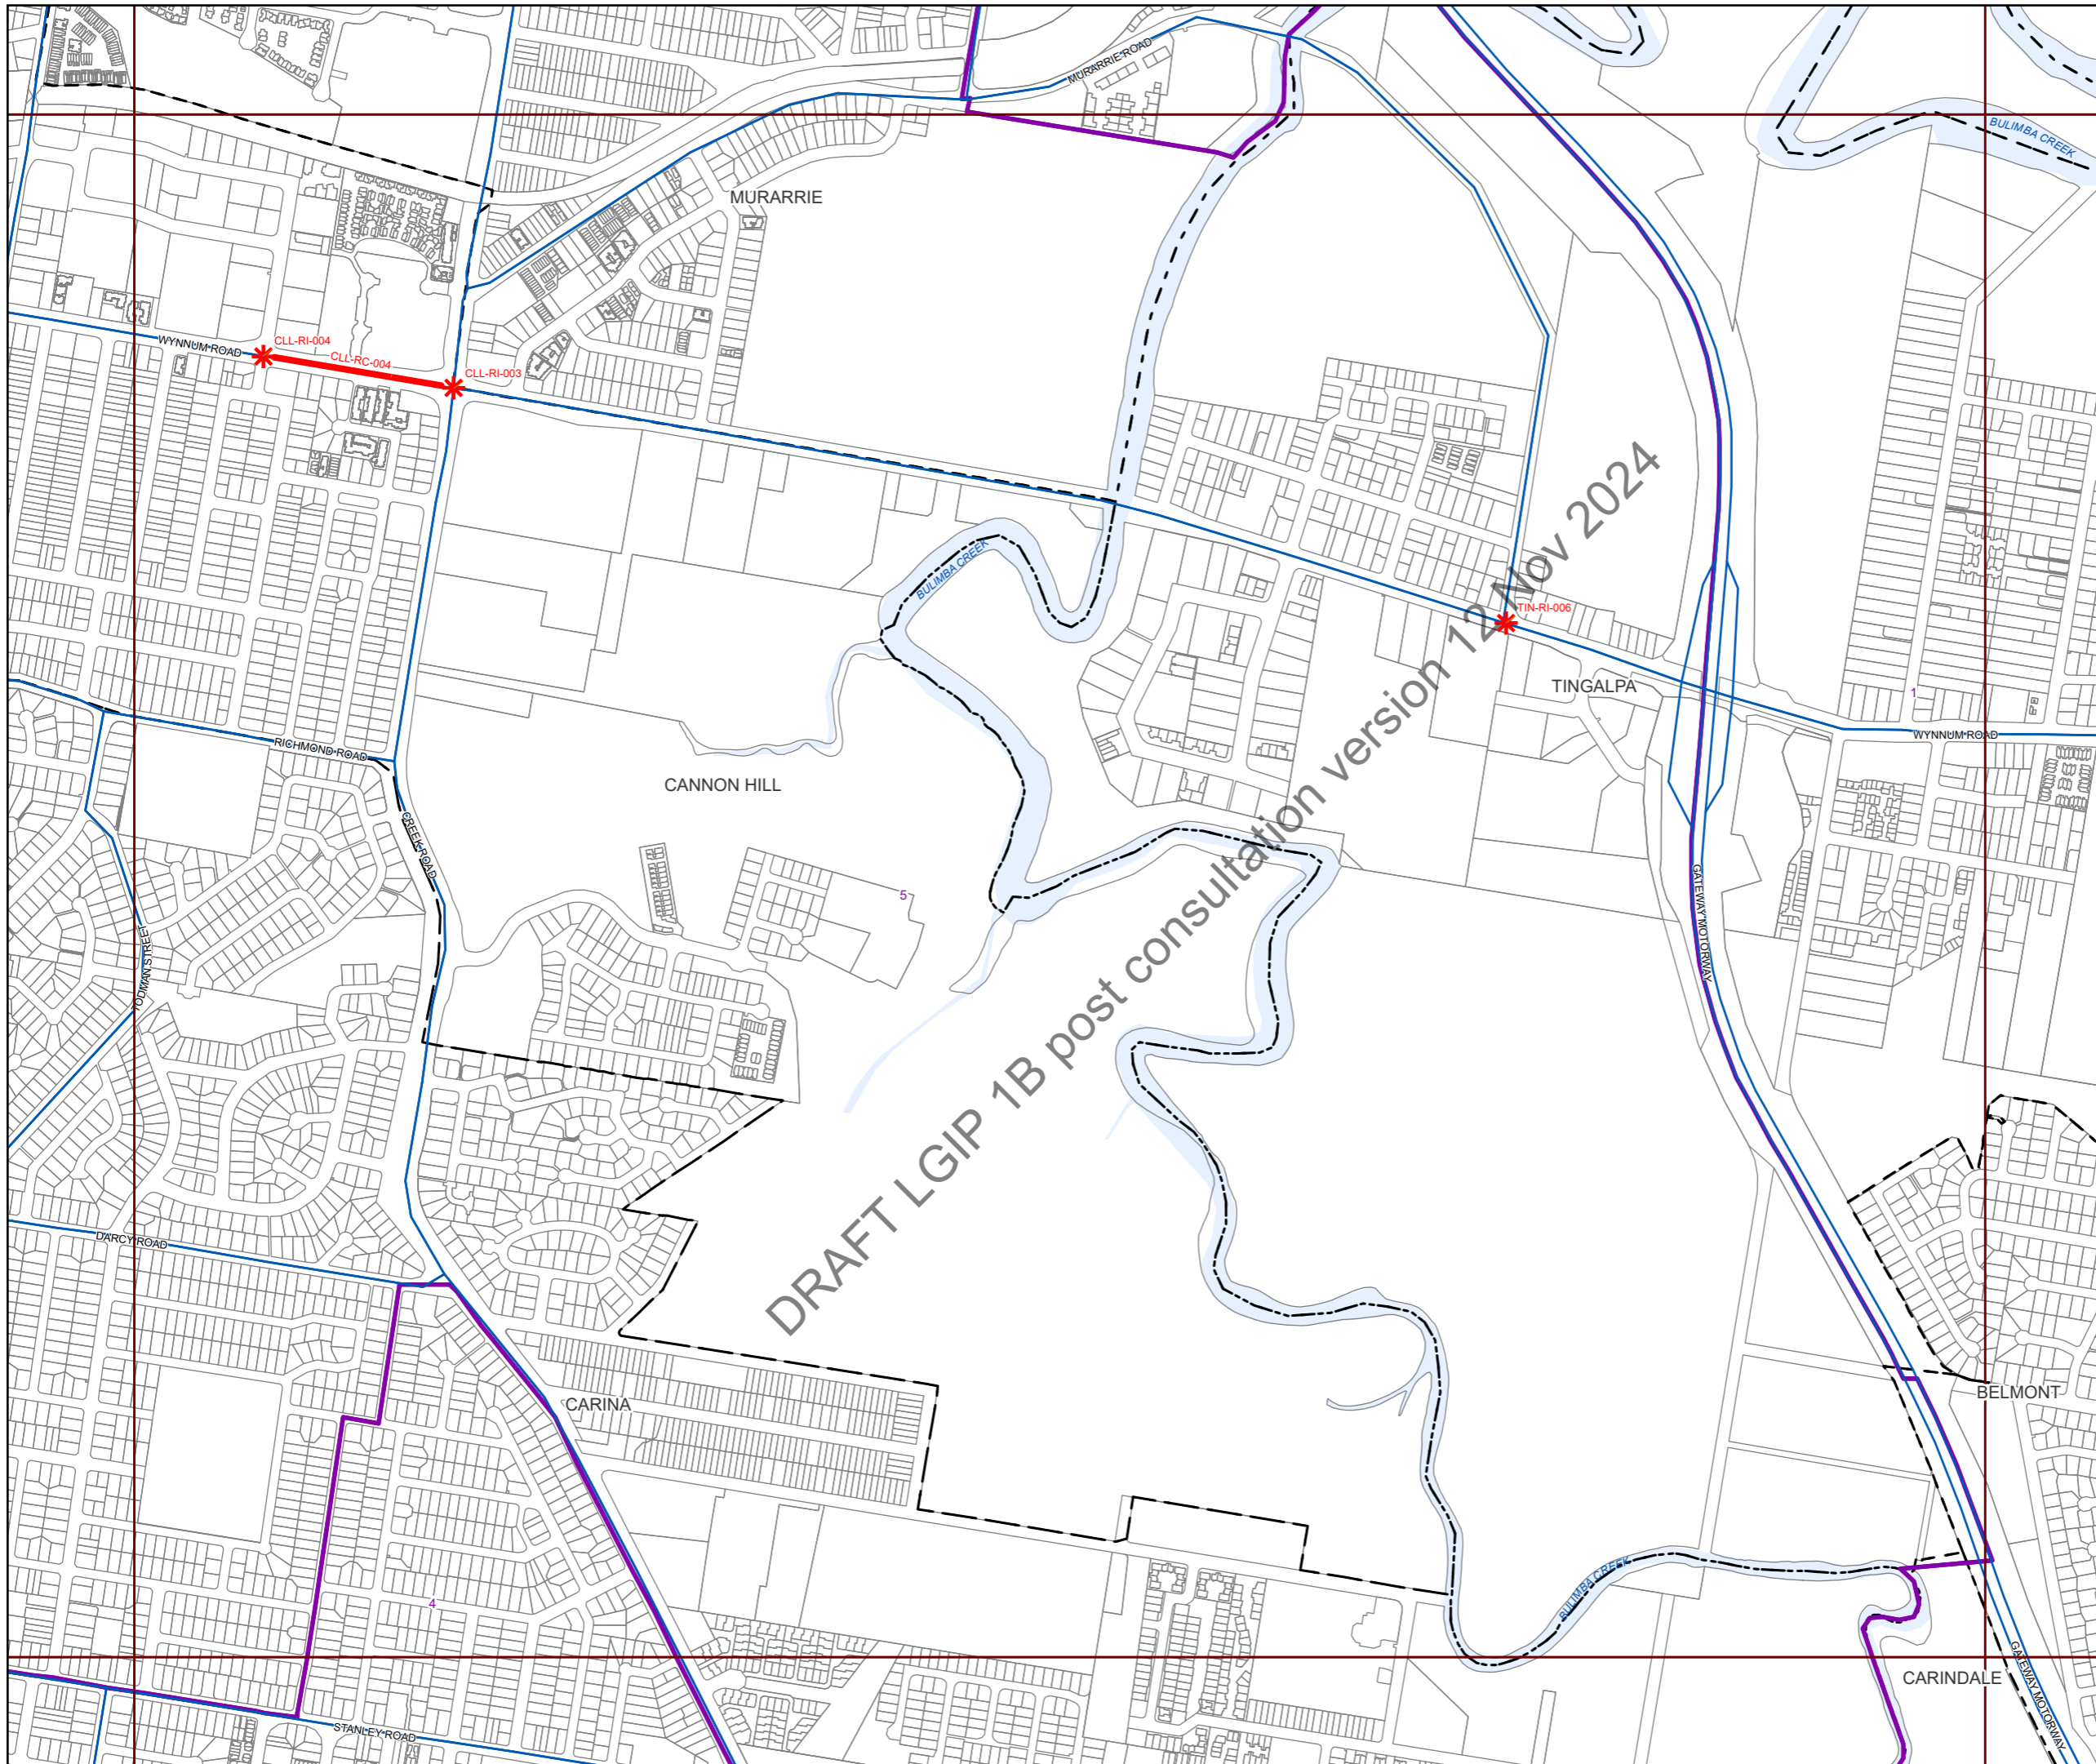 MURARRIE ROAD
BULIMBA CREEK
MURARRIE
WYNNUM ROAD
CLL-RI-004
CLL-RC-004
CLL-RI-003
BULIMBA CREEK
TIN-RI-006
TINGALPA
1
WYNNUM ROAD
RICHMOND ROAD
CANNON HILL
CREEK ROAD
5
GATEWAY MOTORWAY
TODMAN STREET
DRAFT LGIP 1B post consultation version 12 Nov 2024
DARCY ROAD
BELMONT
CARINA
BULIMBA CREEK
4
CARINDALE
GATEWAY MOTORWAY
STANLEY ROAD